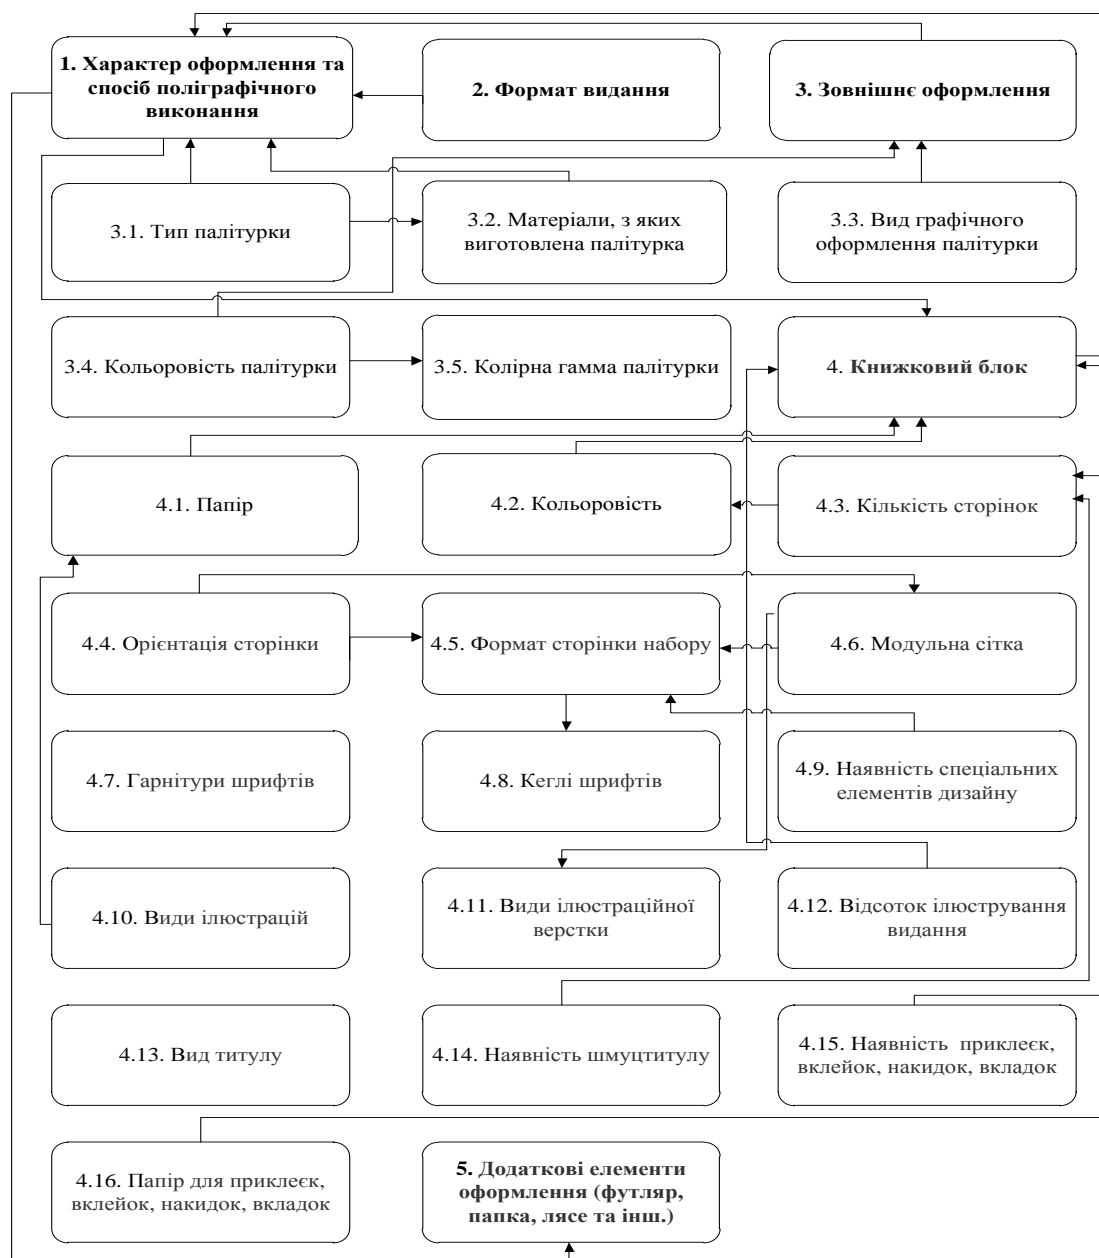 1. Характер оформлення та
спосіб поліграфічного
виконання
2. Формат видання
3. Зовнішнє оформлення
3.1. Тип палітурки
3.2. Матеріали, з яких
виготовлена палітурка
3.3. Вид графічного
оформлення палітурки
3.4. Кольоровість палітурки
3.5. Колірна гамма палітурки
4. Книжковий блок
4.1. Папір
4.2. Кольоровість
4.3. Кількість сторінок
4.4. Орієнтація сторінки
4.5. Формат сторінки набору
4.6. Модульна сітка
4.7. Гарнітури шрифтів
4.8. Кеглі шрифтів
4.9. Наявність спеціальних
елементів дизайну
4.10. Види ілюстрацій
4.11. Види ілюстраційної
верстки
4.12. Відсоток ілюстрування
видання
4.13. Вид титулу
4.14. Наявність шмуцтитулу
4.15. Наявність приклеєк,
вклейок, накидок, вкладок
4.16. Папір для приклеєк,
вклейок, накидок, вкладок
5. Додаткові елементи
оформлення (футляр,
папка, лясе та інш.)